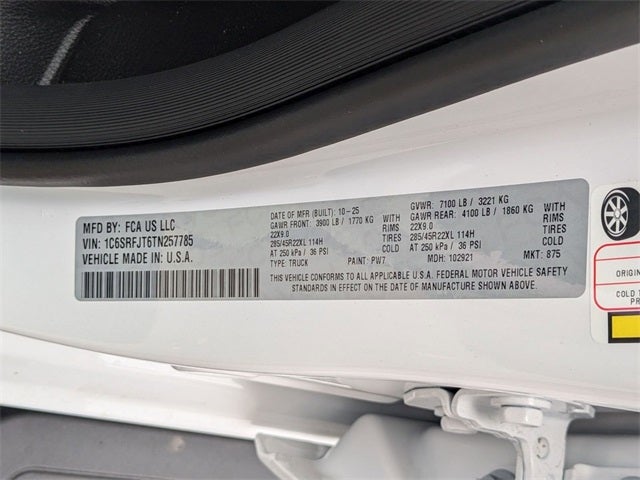 MFD BY: FCA US LLC
VIN: 1C6SRFJT6TN257785
VEHICLE MADE IN: U.S.A.
DATE OF MFR (BUILT): 10-25
GAWR FRONT: 3900 LB / 1770 KG WITH
22X9.0 RIMS
285/45R22XL 114H TIRES
AT 250 kPa / 36 PSI COLD
TYPE: TRUCK PAINT: PW7
GVWR: 7100 LB / 3221 KG
GAWR REAR: 4100 LB / 1860 KG WITH
22X9.0 RIMS
285/45R22XL 114H TIRES
AT 250 kPa / 36 PSI COLD
MDH: 102921 MKT: 875
THIS VEHICLE CONFORMS TO ALL APPLICABLE U.S.A. FEDERAL MOTOR VEHICLE SAFETY
STANDARDS IN EFFECT ON THE DATE OF MANUFACTURE SHOWN ABOVE.
ORIGIN
COLD T